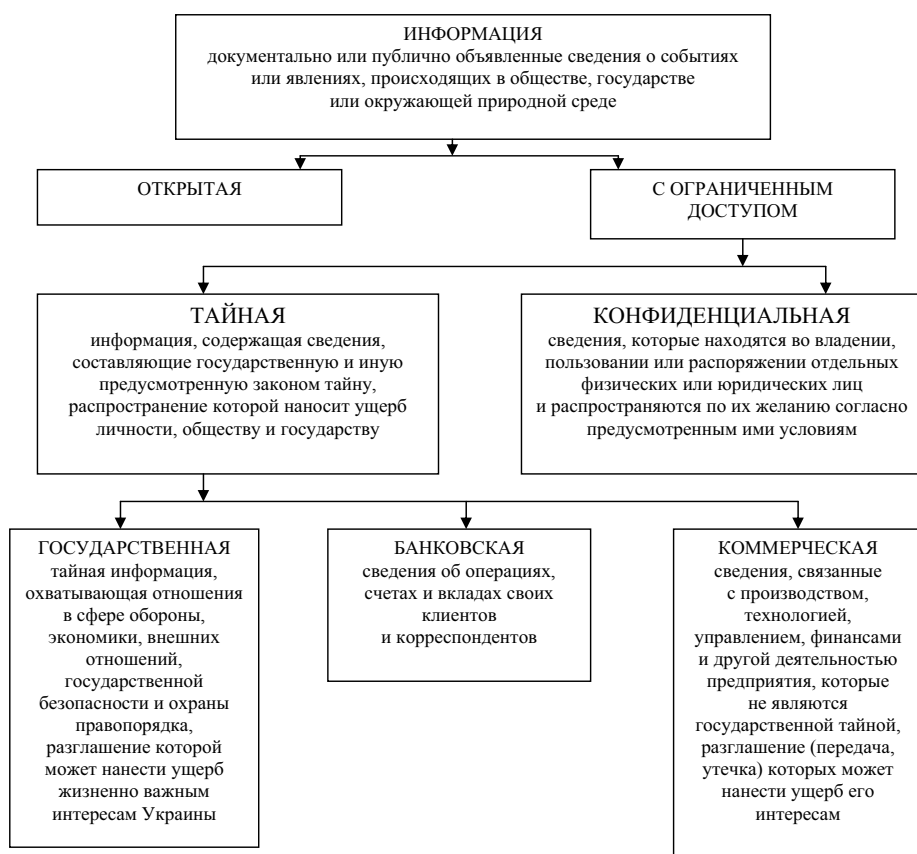 ИНФОРМАЦИЯ
документально или публично объявленные сведения о событиях
или явлениях, происходящих в обществе, государстве
или окружающей природной среде
ОТКРЫТАЯ
С ОГРАНИЧЕННЫМ
ДОСТУПОМ
ТАЙНАЯ
информация, содержащая сведения,
составляющие государственную и иную
предусмотренную законом тайну,
распространение которой наносит ущерб
личности, обществу и государству
КОНФИДЕНЦИАЛЬНАЯ
сведения, которые находятся во владении,
пользовании или распоряжении отдельных
физических или юридических лиц
и распространяются по их желанию согласно
предусмотренным ими условиям
ГОСУДАРСТВЕННАЯ
тайная информация,
охватывающая отношения
в сфере обороны,
экономики, внешних
отношений,
государственной
безопасности и охраны
правопорядка,
разглашение которой
может нанести ущерб
жизненно важным
интересам Украины
БАНКОВСКАЯ
сведения об операциях,
счетах и вкладах своих
клиентов
и корреспондентов
КОММЕРЧЕСКАЯ
сведения, связанные
с производством,
технологией,
управлением, финансами
и другой деятельностью
предприятия, которые
не являются
государственной тайной,
разглашение (передача,
утечка) которых может
нанести ущерб его
интересам